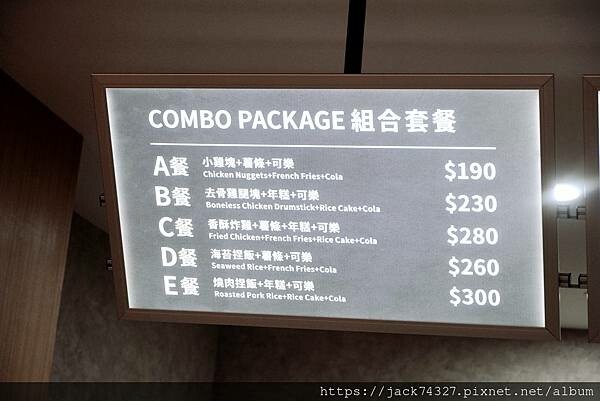 COMBO PACKAGE 組合套餐
A餐 小雞塊+薯條+可樂 $190
Chicken Nuggets+French Fries+Cola
B餐 去骨雞腿塊+年糕+可樂 $230
Boneless Chicken Drumstick+Rice Cake+Cola
C餐 香酥炸雞+薯條+年糕+可樂 $280
Fried Chicken+French Fries+Rice Cake+Cola
D餐 海苔捏飯+薯條+可樂 $260
Seaweed Rice+French Fries+Cola
E餐 燒肉捏飯+年糕+可樂 $300
Roasted Pork Rice+Rice Cake+Cola
https://jack74327.pixnet.net/album